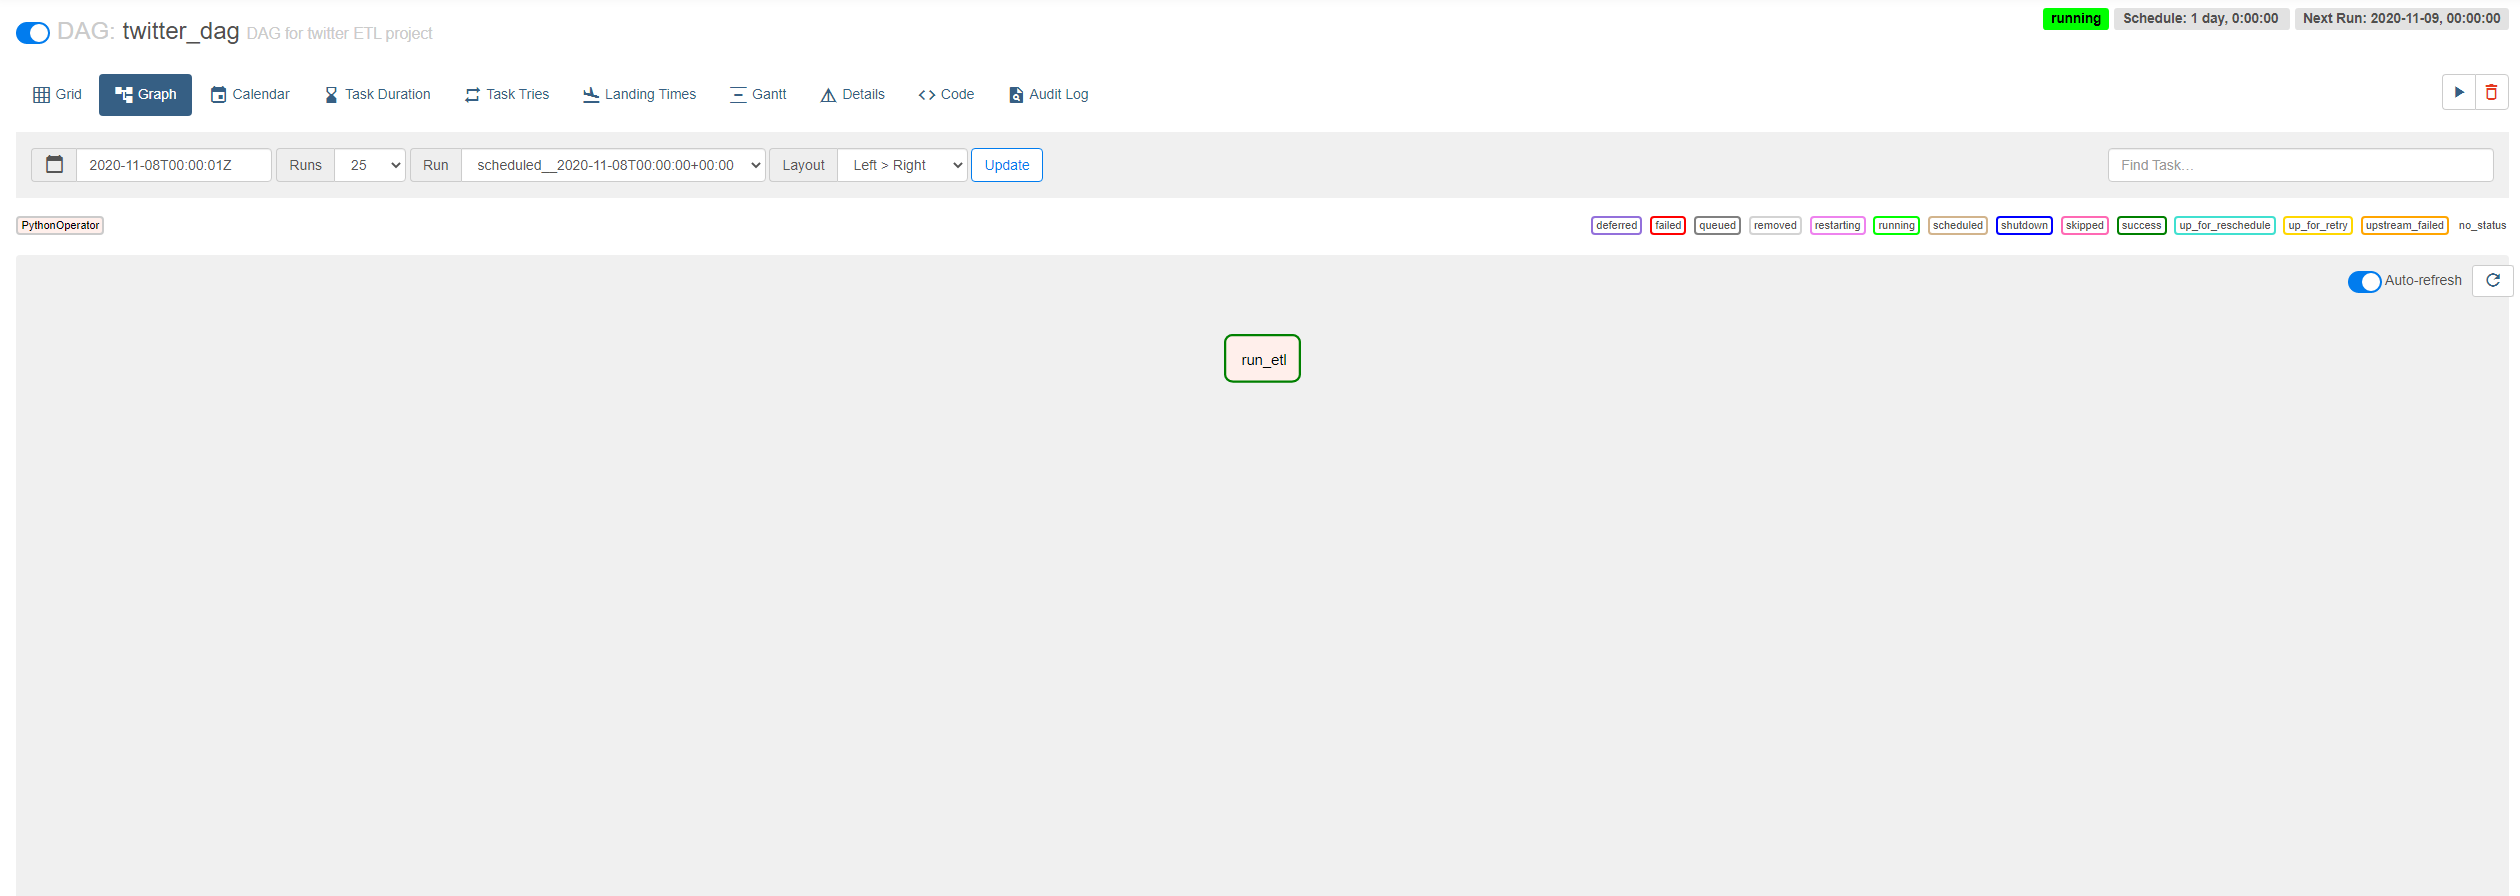 DAG: twitter_dag DAG for twitter ETL project
running Schedule: 1 day, 0:00:00 Next Run: 2020-11-09, 00:00:00
Grid Graph Calendar Task Duration Task Tries Landing Times Gantt Details Code Audit Log
2020-11-08T00:00:01Z Runs 25 Run scheduled__2020-11-08T00:00:00+00:00 Layout Left > Right Update Find Task...
PythonOperator deferred failed queued removed restarting running scheduled shutdown skipped success up_for_reschedule up_for_retry upstream_failed no_status
Auto-refresh
run_etl